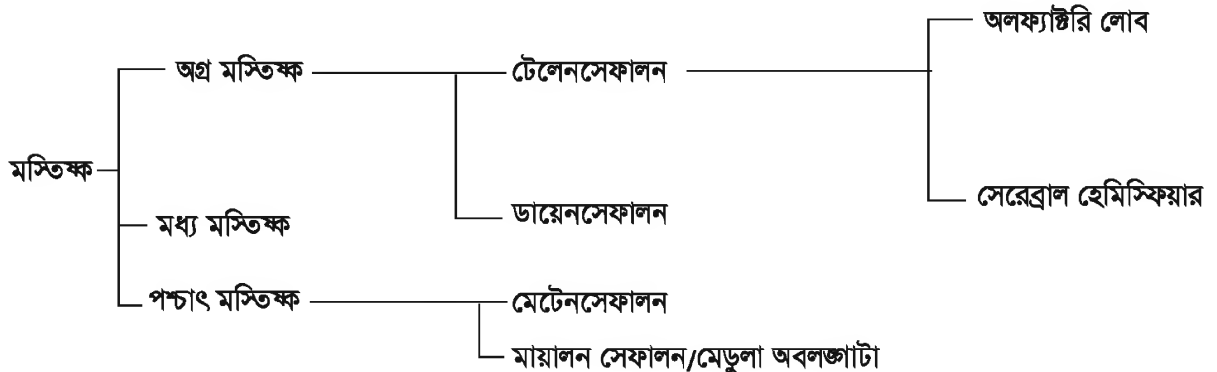 অলফ্যাক্টরি লোব
অগ্র মস্তিষ্ক টেলেনসেফালন
মস্তিষ্ক
সেরেব্রাল হেমিস্ফিয়ার
ডায়েনসেফালন
মধ্য মস্তিষ্ক
পশ্চাৎ মস্তিষ্ক মেটেনসেফালন
মায়ালন সেফালন/মেডুলা অবলঙ্গাটা